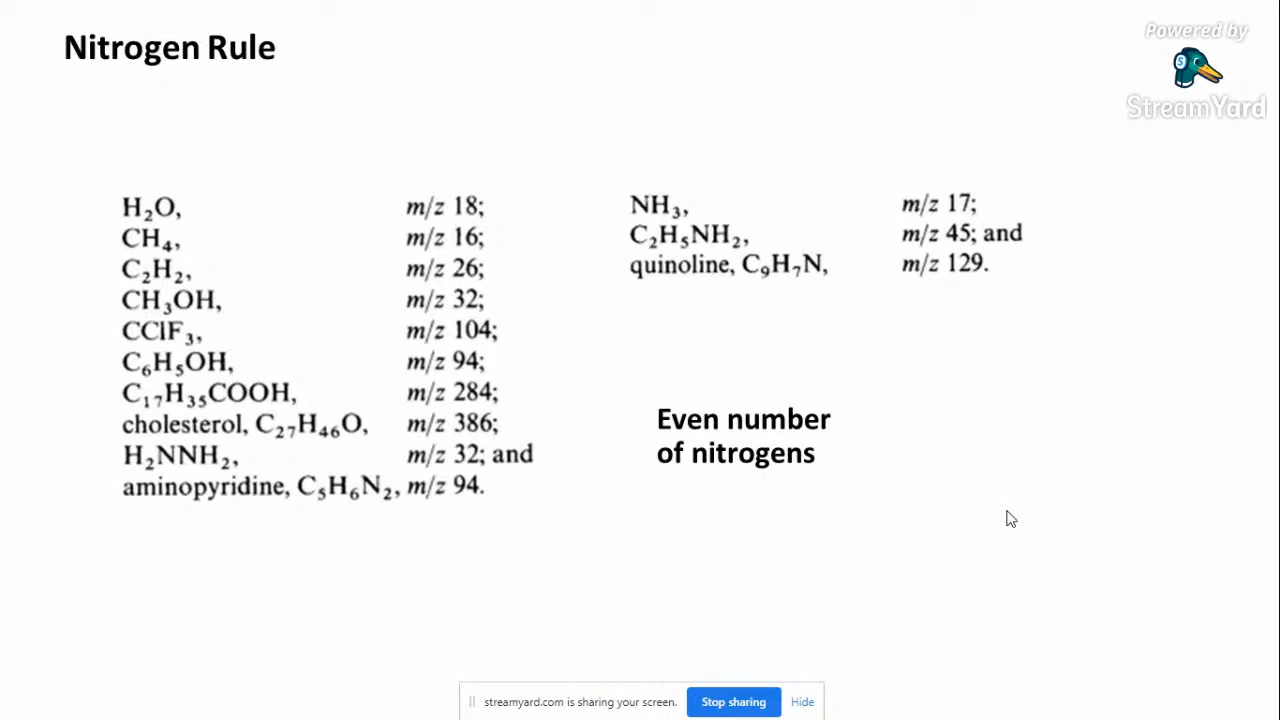 Nitrogen Rule
Powered by
StreamYard
H₂O, m/z 18;
CH₄, m/z 16;
C₂H₂, m/z 26;
CH₃OH, m/z 32;
CClF₃, m/z 104;
C₆H₅OH, m/z 94;
C₁₇H₃₅COOH, m/z 284;
cholesterol, C₂₇H₄₆O, m/z 386;
H₂NNH₂, m/z 32; and
aminopyridine, C₅H₆N₂, m/z 94.
NH₃, m/z 17;
C₂H₅NH₂, m/z 45; and
quinoline, C₉H₇N, m/z 129.
Even number
of nitrogens
streamyard.com is sharing your screen. Stop sharing Hide